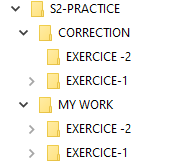 S2-PRACTICE
CORRECTION
EXERCICE -2
EXERCICE-1
MY WORK
EXERCICE -2
EXERCICE-1